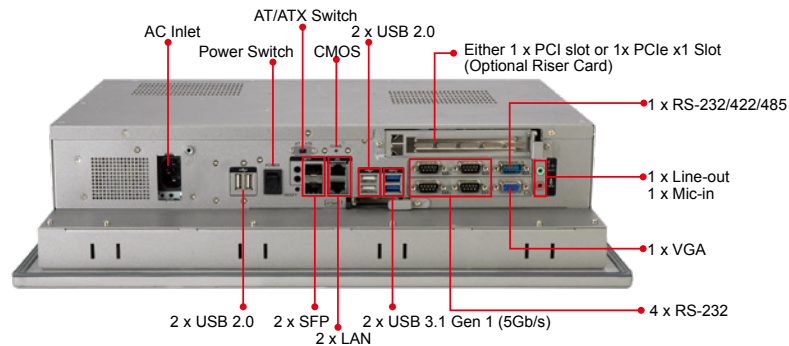 AT/ATX Switch
AC Inlet
2 x USB 2.0
Power Switch
CMOS
Either 1 x PCI slot or 1x PCIe x1 Slot
(Optional Riser Card)
1 x RS-232/422/485
1 x Line-out
1 x Mic-in
1 x VGA
4 x RS-232
2 x USB 2.0
2 x SFP
2 x USB 3.1 Gen 1 (5Gb/s)
2 x LAN
POWER